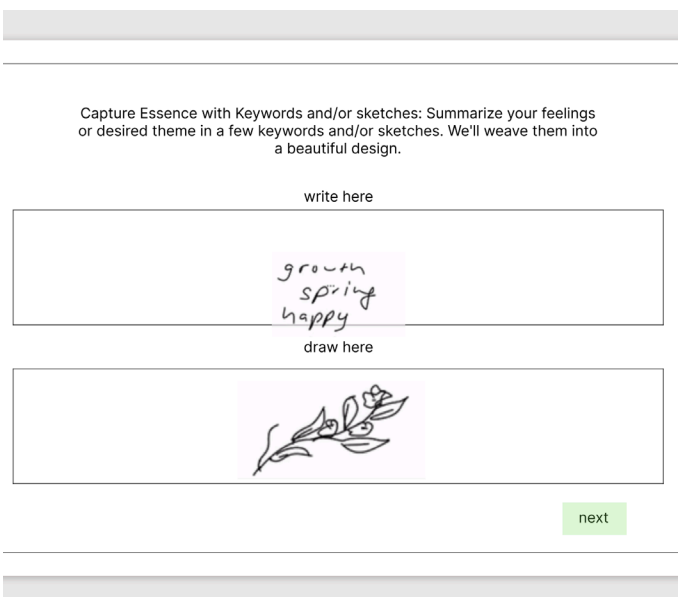 Capture Essence with Keywords and/or sketches: Summarize your feelings
or desired theme in a few keywords and/or sketches. We'll weave them into
a beautiful design.
write here
growth
spring
happy
draw here
next